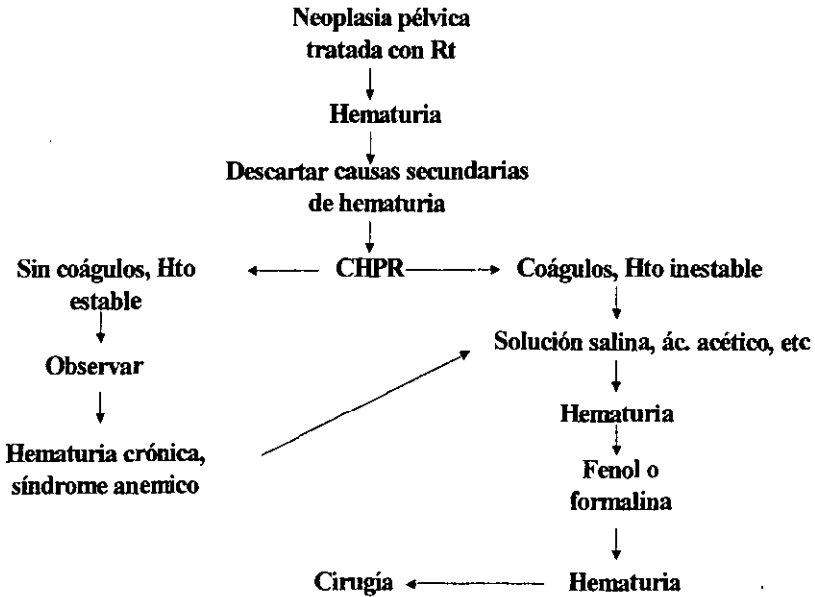 Neoplasia pélvica
tratada con Rt
Hematuria
Descartar causas secundarias
de hematuria
Sin coágulos, Hto
estable
CHPR
Coágulos, Hto inestable
Observar
Solución salina, ác. acético, etc
Hematuria crónica,
síndrome anemico
Hematuria
Fenol o
formalina
Cirugía
Hematuria